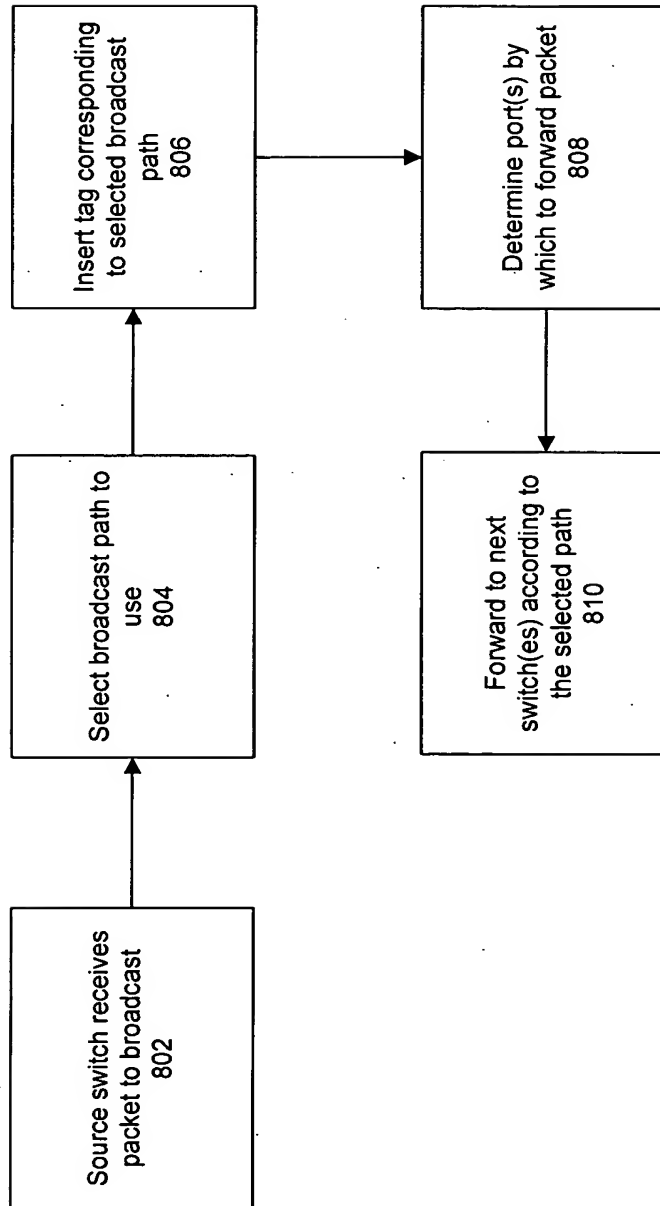 Source switch receives
packet to broadcast
802
Select broadcast path to
use
804
Insert tag corresponding
to selected broadcast
path
806
Determine port(s) by
which to forward packet
808
Forward to next
switch(es) according to
the selected path
810